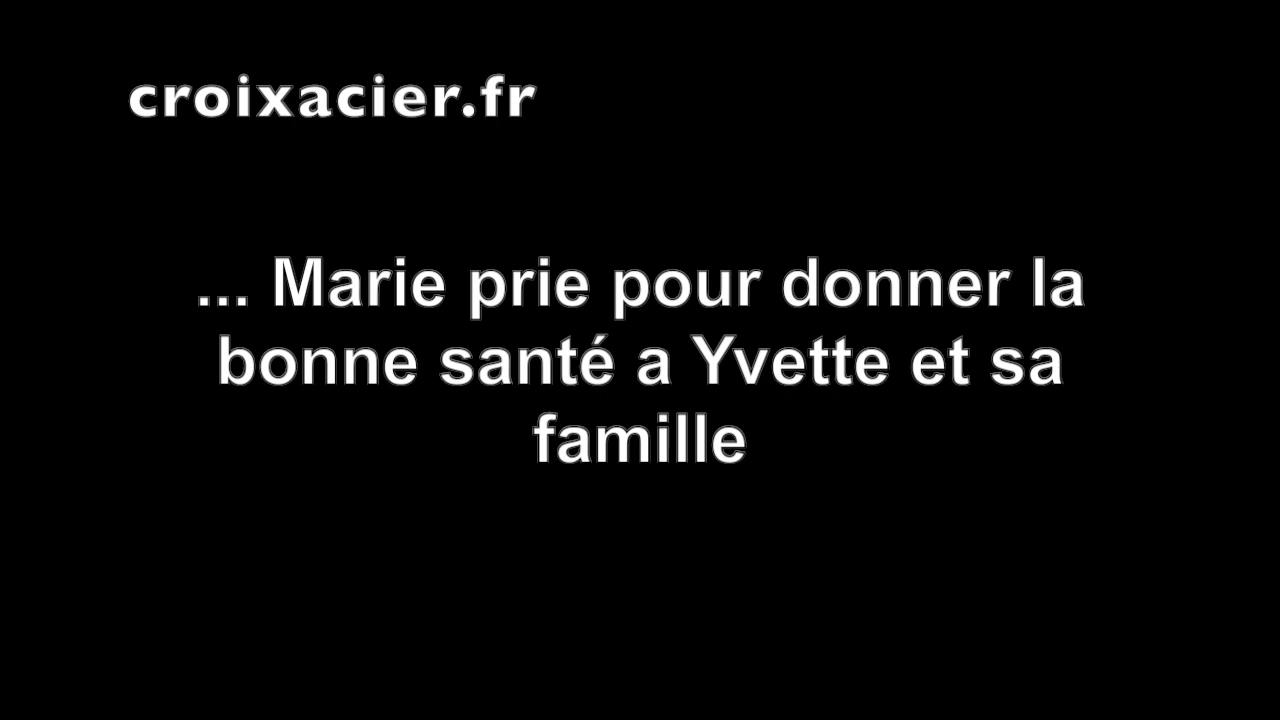 croixacier.fr
... Marie prie pour donner la
bonne santé a Yvette et sa
famille